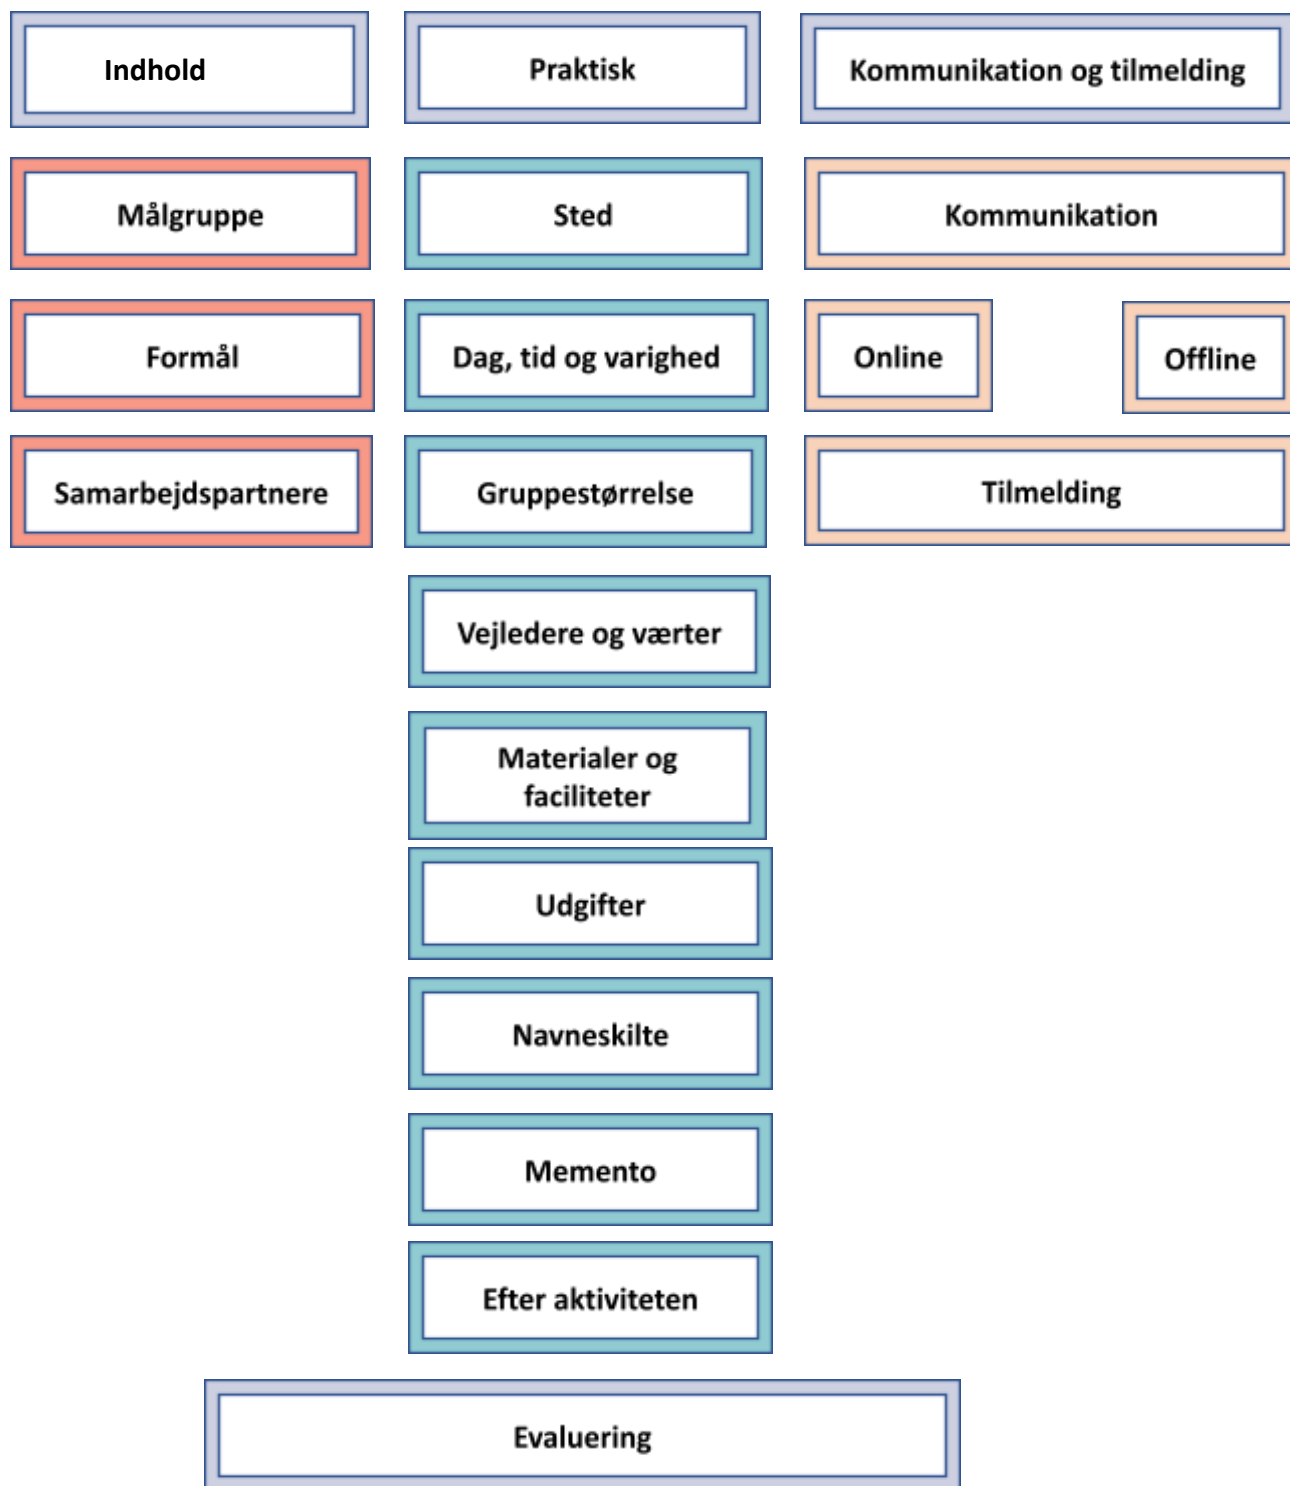 Indhold
Praktisk
Kommunikation og tilmelding
Målgruppe
Sted
Kommunikation
Formål
Dag, tid og varighed
Online
Offline
Samarbejdspartnere
Gruppestørrelse
Tilmelding
Vejledere og værter
Materialer og
faciliteter
Udgifter
Navneskilte
Memento
Efter aktiviteten
Evaluering